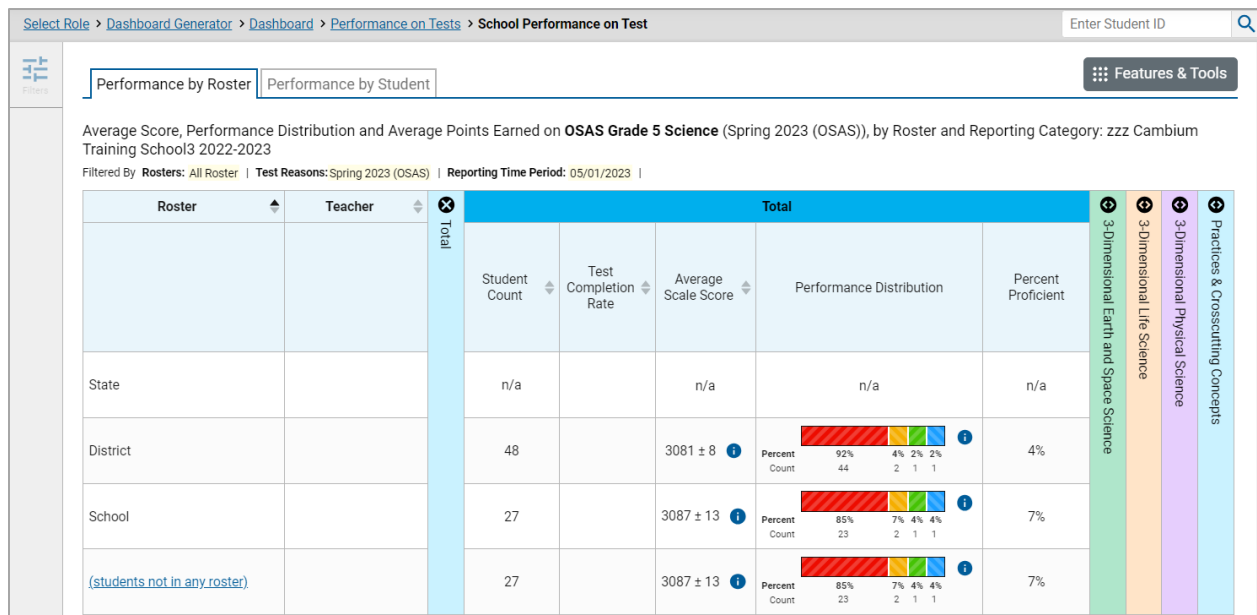 Select Role > Dashboard Generator > Dashboard > Performance on Tests > School Performance on Test
Enter Student ID
Filters
Performance by Roster
Performance by Student
Features & Tools
Average Score, Performance Distribution and Average Points Earned on OSAS Grade 5 Science (Spring 2023 (OSAS)), by Roster and Reporting Category: zzz Cambium
Training School3 2022-2023
Filtered By Rosters: All Roster | Test Reasons: Spring 2023 (OSAS) | Reporting Time Period: 05/01/2023 |
Roster
Teacher
Total
Total
3-Dimensional Earth and Space Science
3-Dimensional Life Science
3-Dimensional Physical Science
Practices & Crosscutting Concepts
Student
Count
Test
Completion
Rate
Average
Scale Score
Performance Distribution
Percent
Proficient
State n/a n/a n/a n/a
District 48 3081 ± 8 4%
Percent 92% 4% 2% 2%
Count 44 2 1 1
School 27 3087 ± 13 7%
Percent 85% 7% 4% 4%
Count 23 2 1 1
(students not in any roster) 27 3087 ± 13 7%
Percent 85% 7% 4% 4%
Count 23 2 1 1